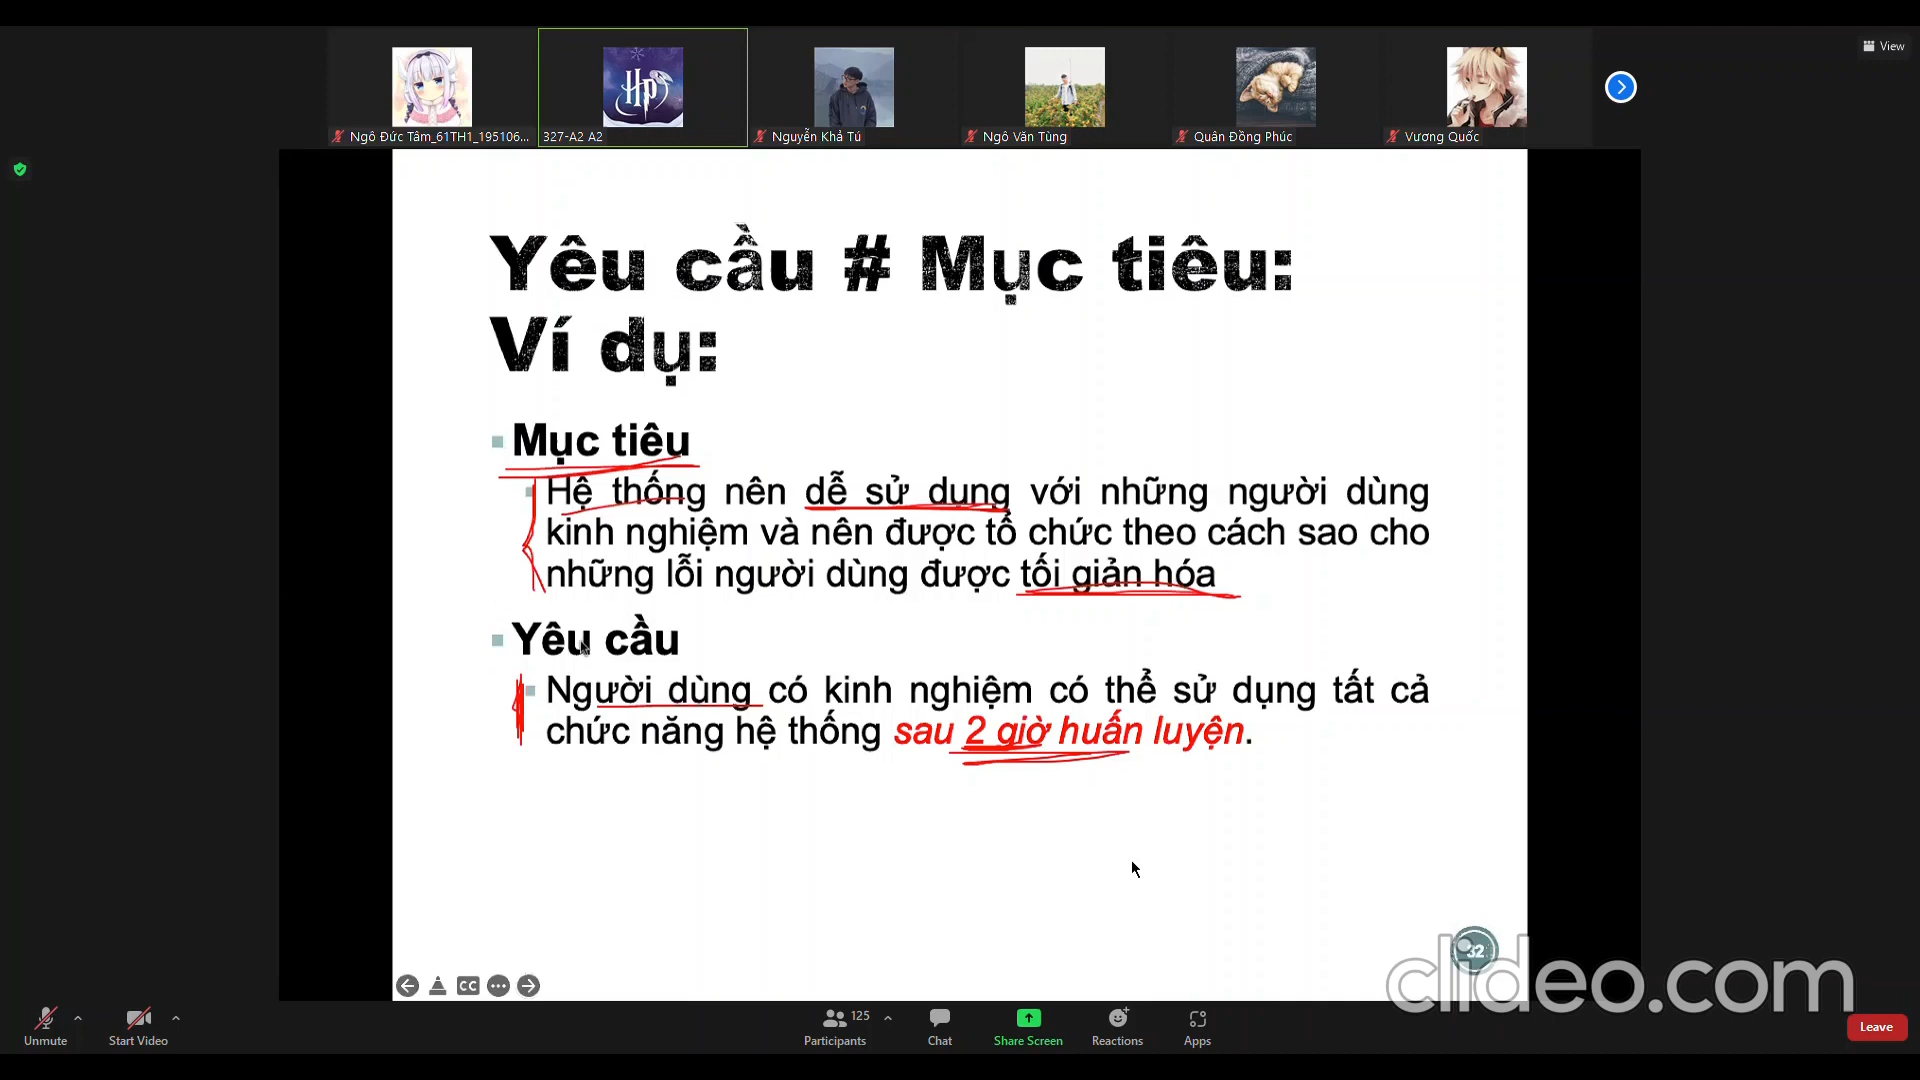 View
Ngô Đức Tâm_61TH1_195106...
HP
327-A2 A2
Nguyễn Khả Tú
Ngô Văn Tùng
Quân Đồng Phúc
Vương Quốc
Yêu cầu # Mục tiêu:
Ví dụ:
Mục tiêu
Hệ thống nên dễ sử dụng với những người dùng
kinh nghiệm và nên được tổ chức theo cách sao cho
những lỗi người dùng được tối giản hóa
Yêu cầu
Người dùng có kinh nghiệm có thể sử dụng tất cả
chức năng hệ thống sau 2 giờ huấn luyện.
32
clideo.com
CC
Unmute
Start Video
125
Participants
Chat
Share Screen
Reactions
Apps
Leave